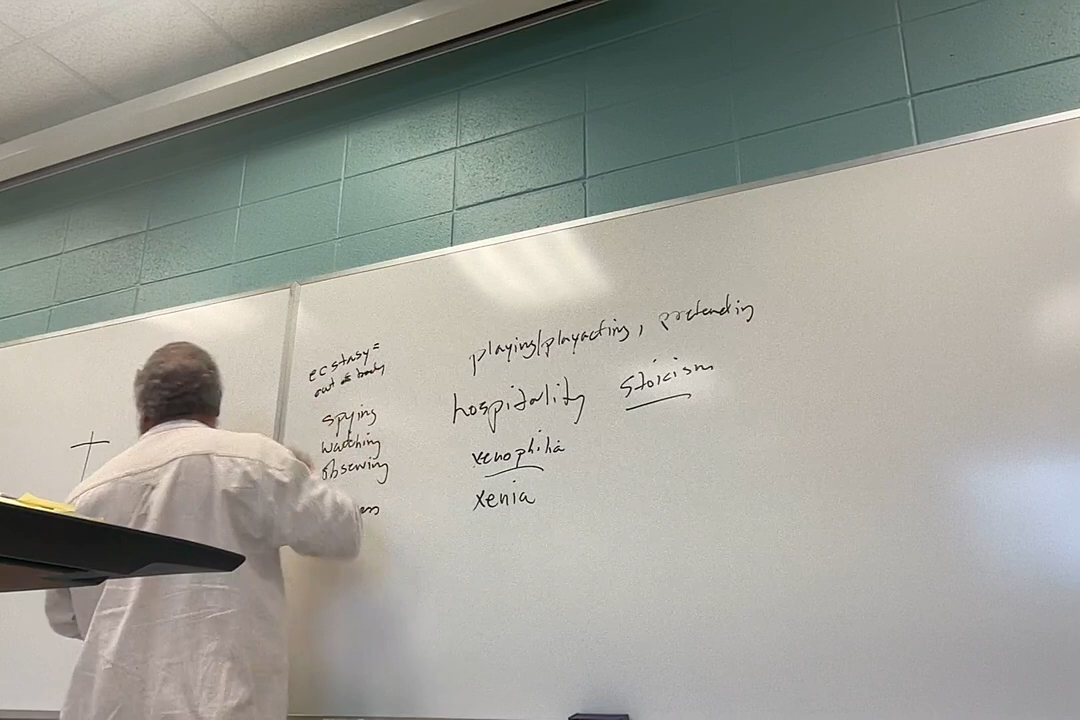 ecstasy =
out of body
spying
watching
observing
playing/playacting, pretending
hospitality stoicism
xenophilia
xenia